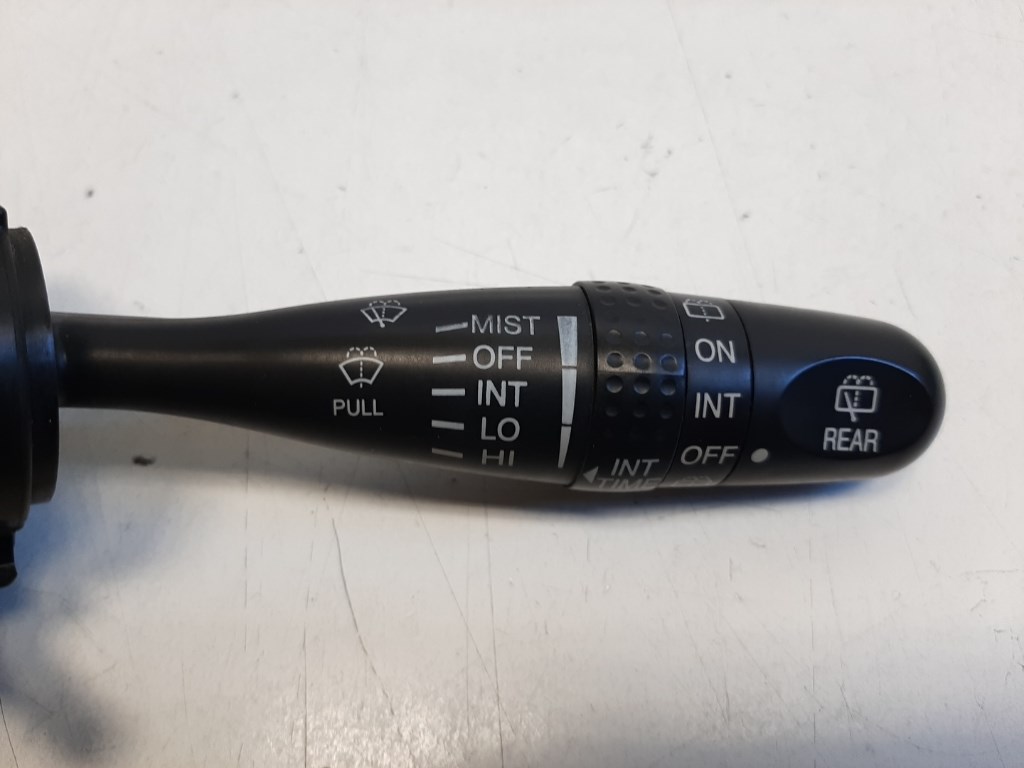 PULL
MIST
OFF
INT
LO
HI
INT
TIME
ON
INT
OFF
REAR